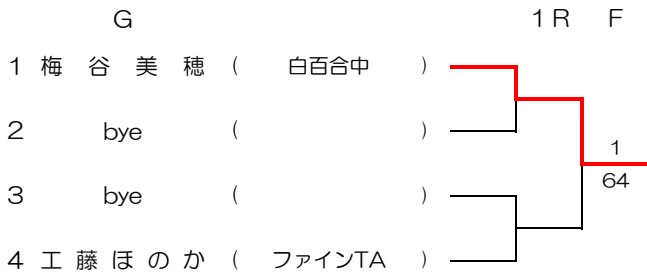 G 1R F
1 梅 谷 美 穂 ( 白百合中 )
2 bye ( )
1
64
3 bye ( )
4 工 藤 ほ の か ( ファインTA )